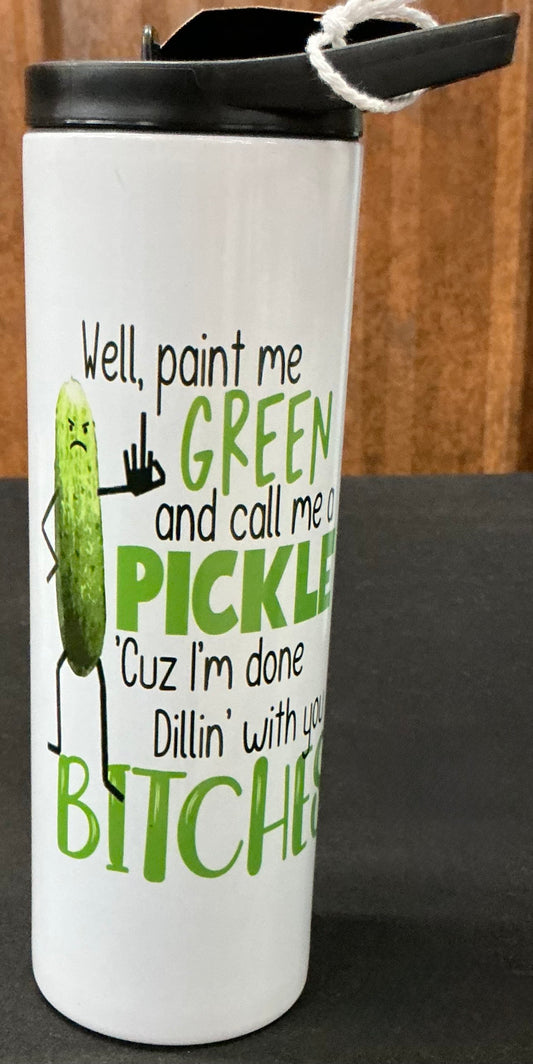 Well, paint me
GREEN
and call me a
PICKLE
'Cuz I'm done
Dillin' with you
BITCHES